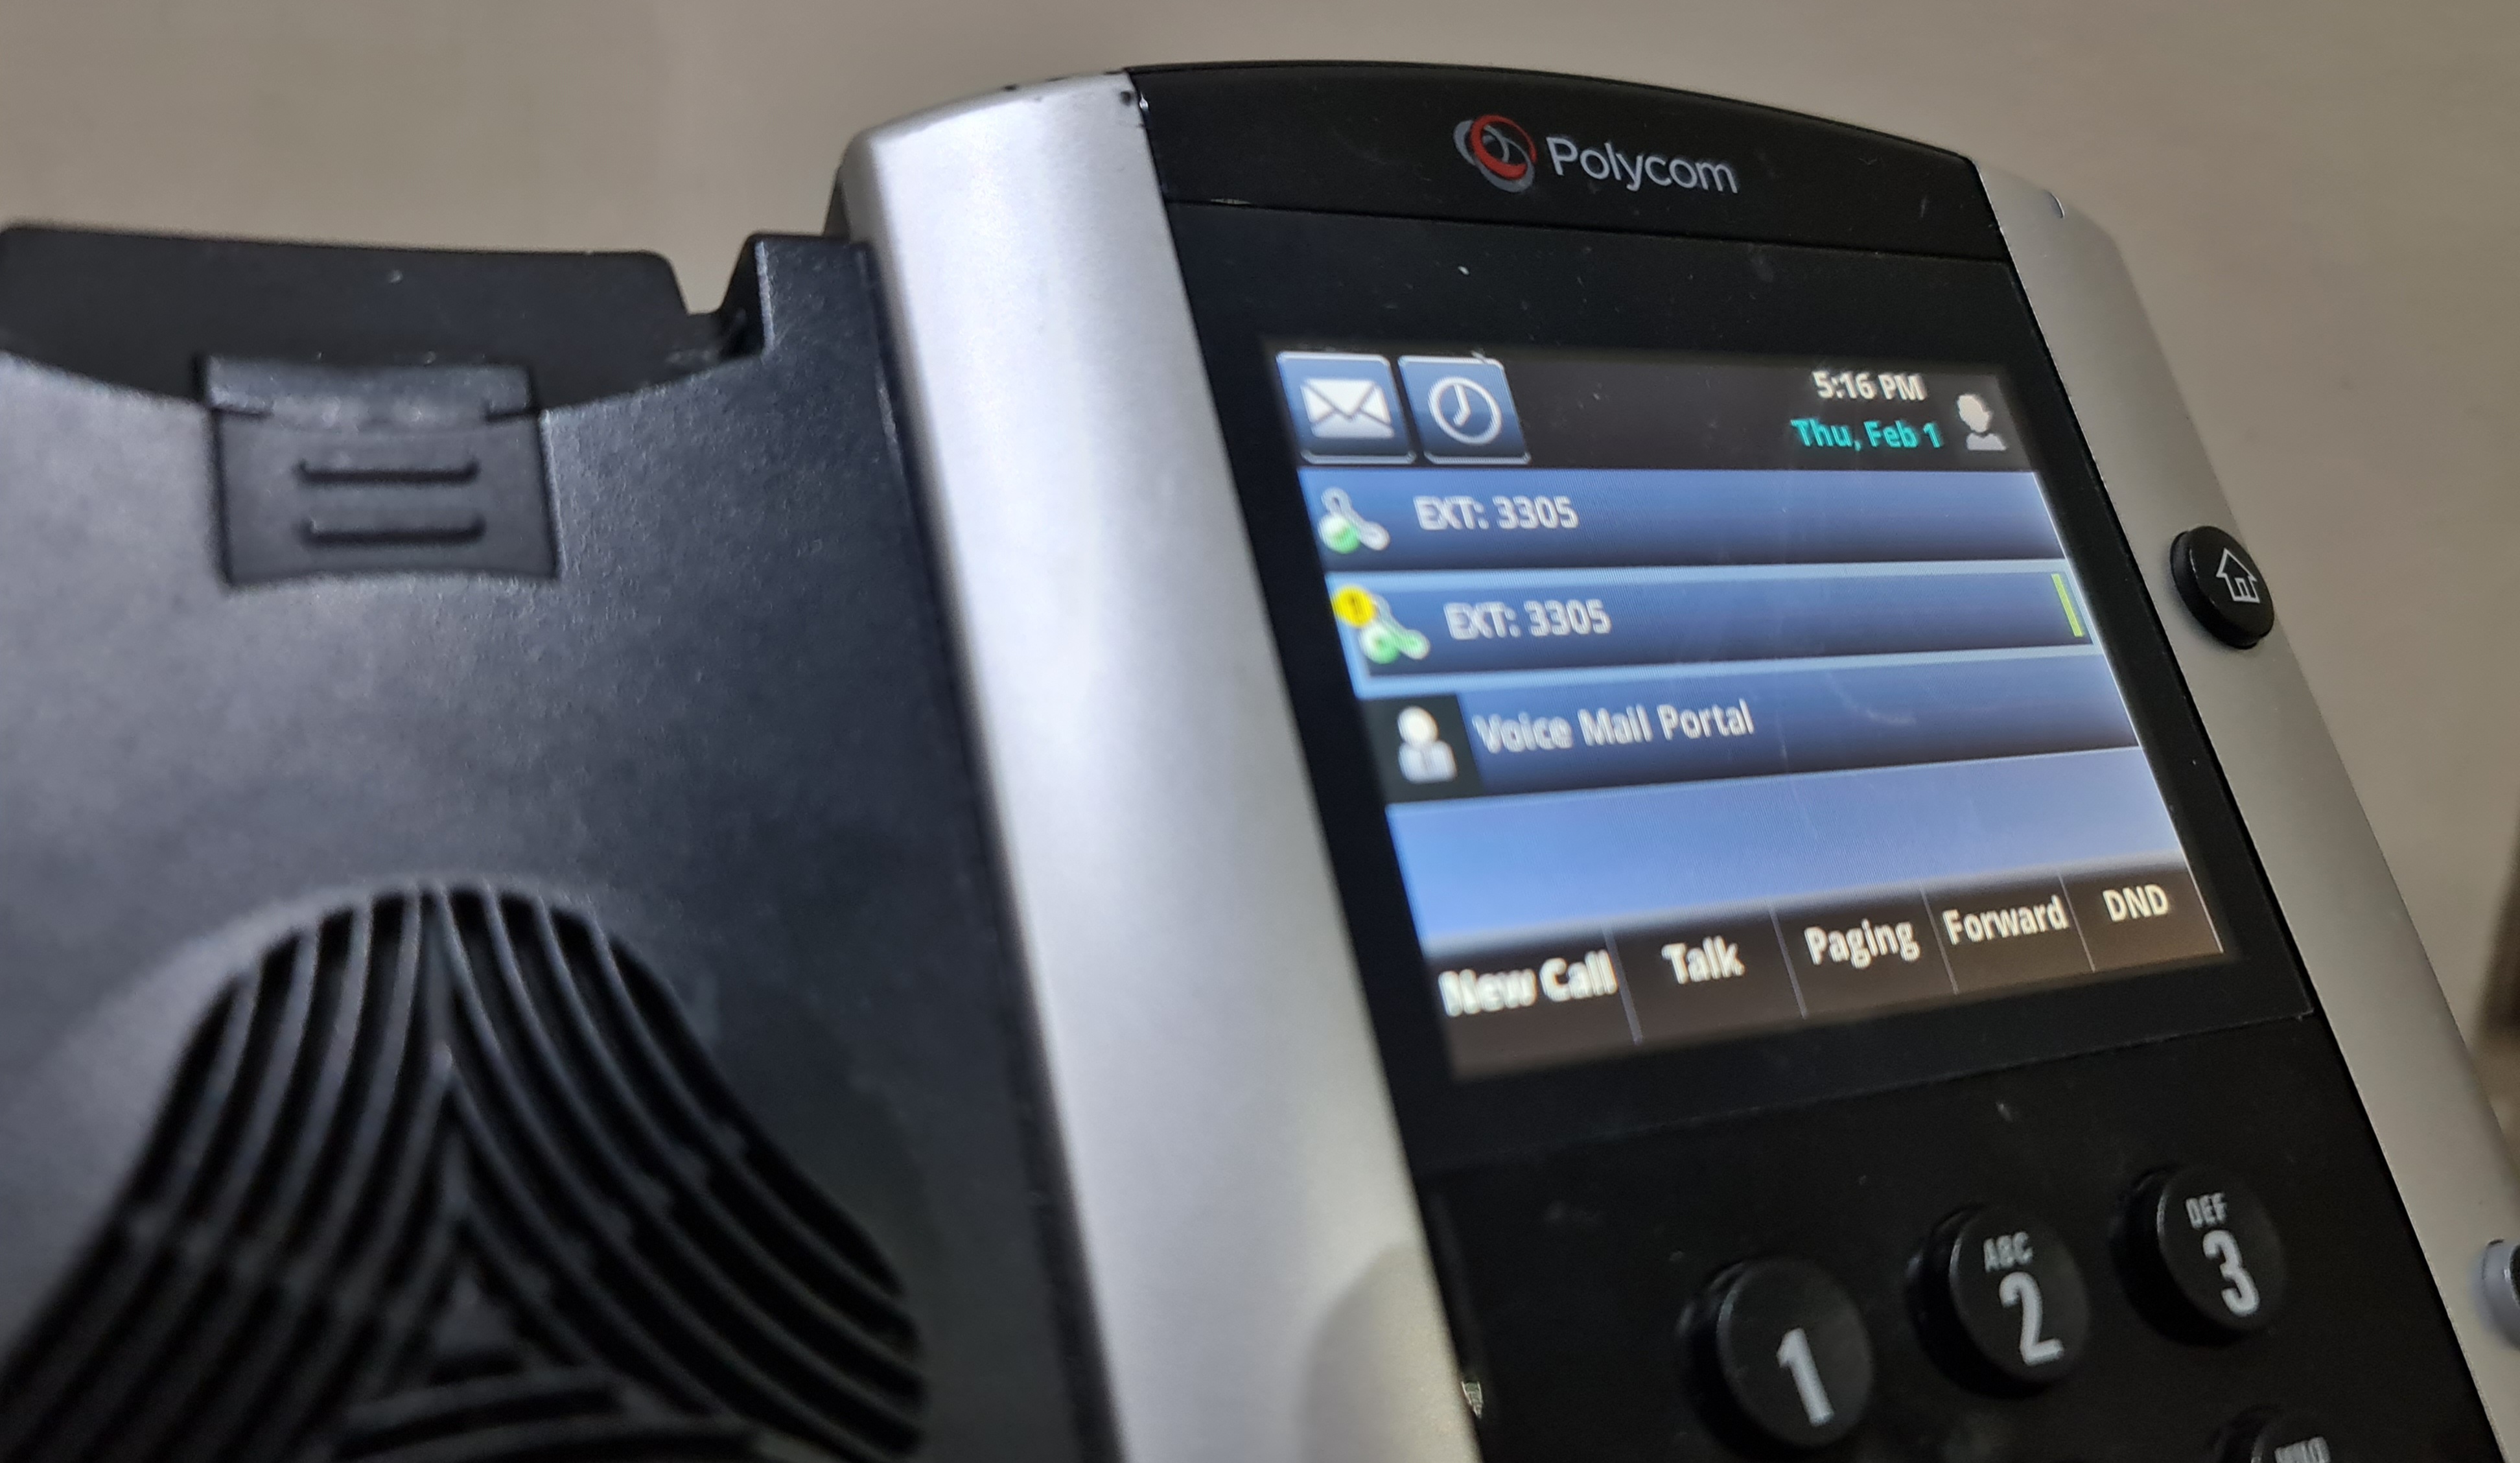 Polycom
5:16 PM
Thu, Feb 1
EXT: 3305
EXT: 3305
Voice Mail Portal
New Call Talk Paging Forward DND
ABC DEF
1 2 3